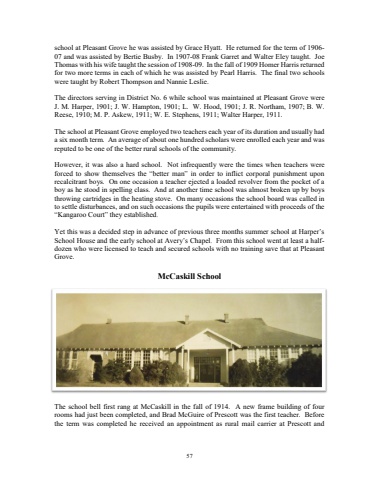 school at Pleasant Grove he was assisted by Grace Hyatt. He returned for the term of 1906-
07 and was assisted by Bertie Busby. In 1907-08 Frank Garret and Walter Eley taught. Joe
Thomas with his wife taught the session of 1908-09. In the fall of 1909 Homer Harris returned
for two more terms in each of which he was assisted by Pearl Harris. The final two schools
were taught by Robert Thompson and Nannie Leslie.
The directors serving in District No. 6 while school was maintained at Pleasant Grove were
J. M. Harper, 1901; J. W. Hampton, 1901; L. W. Hood, 1901; J. R. Northam, 1907; B. W.
Reese, 1910; M. P. Askew, 1911; W. E. Stephens, 1911; Walter Harper, 1911.
The school at Pleasant Grove employed two teachers each year of its duration and usually had
a six month term. An average of about one hundred scholars were enrolled each year and was
reputed to be one of the better rural schools of the community.
However, it was also a hard school. Not infrequently were the times when teachers were
forced to show themselves the “better man” in order to inflict corporal punishment upon
recalcitrant boys. On one occasion a teacher ejected a loaded revolver from the pocket of a
boy as he stood in spelling class. And at another time school was almost broken up by boys
throwing cartridges in the heating stove. On many occasions the school board was called in
to settle disturbances, and on such occasions the pupils were entertained with proceeds of the
“Kangaroo Court” they established.
Yet this was a decided step in advance of previous three months summer school at Harper’s
School House and the early school at Avery’s Chapel. From this school went at least a half-
dozen who were licensed to teach and secured schools with no training save that at Pleasant
Grove.
McCaskill School
The school bell first rang at McCaskill in the fall of 1914. A new frame building of four
rooms had just been completed, and Brad McGuire of Prescott was the first teacher. Before
the term was completed he received an appointment as rural mail carrier at Prescott and
57